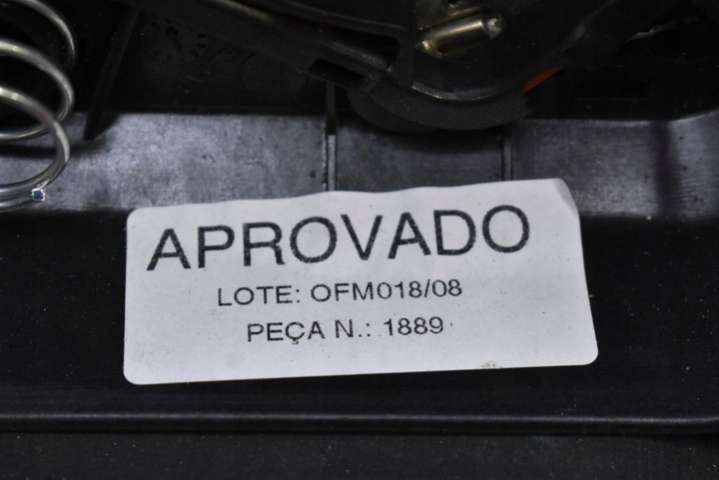 APROVADO
LOTE: OFM018/08
PEÇA N.: 1889